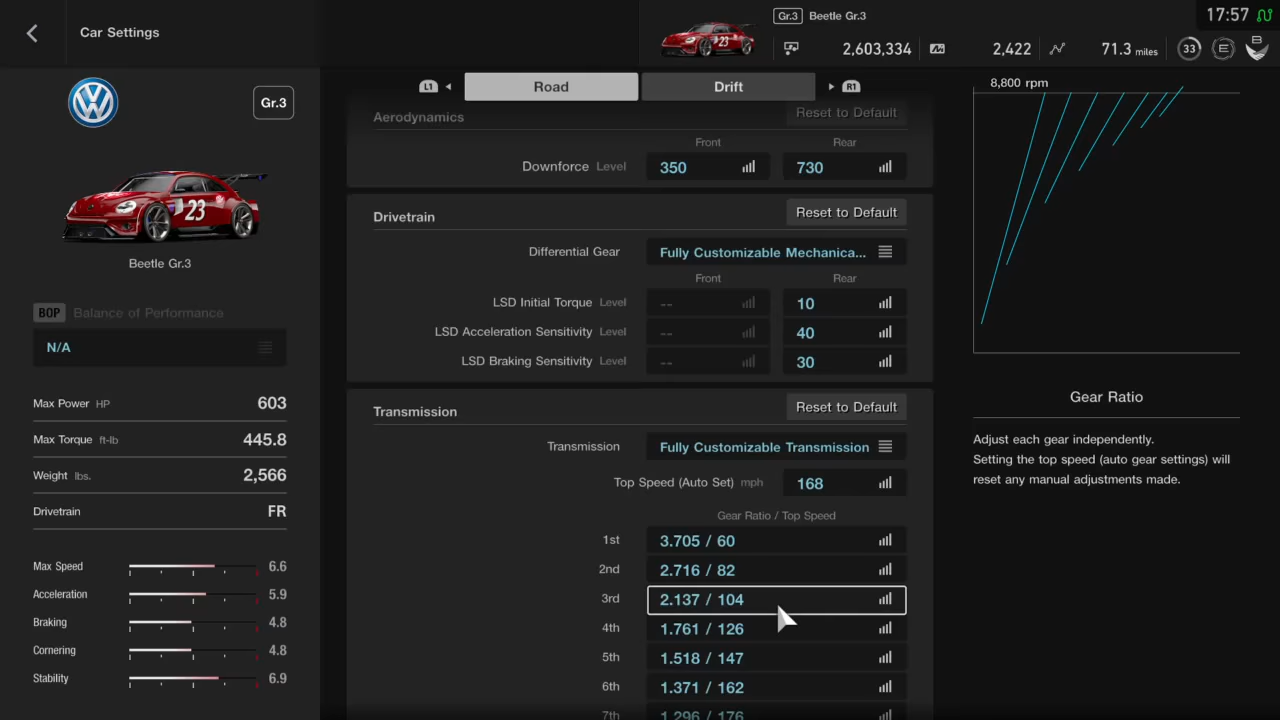 Car Settings
Gr.3 Beetle Gr.3
17:57
2,603,334 2,422 71.3 miles 33 E B
Gr.3
23
Beetle Gr.3
BOP Balance of Performance
N/A
Max Power HP 603
Max Torque ft-lb 445.8
Weight lbs. 2,566
Drivetrain FR
Max Speed 6.6
Acceleration 5.9
Braking 4.8
Cornering 4.8
Stability 6.9
L1 Road Drift R1
Aerodynamics Reset to Default
Front Rear
Downforce Level 350 730
Drivetrain Reset to Default
Differential Gear Fully Customizable Mechanica...
Front Rear
LSD Initial Torque Level -- 10
LSD Acceleration Sensitivity Level -- 40
LSD Braking Sensitivity Level -- 30
Transmission Reset to Default
Transmission Fully Customizable Transmission
Top Speed (Auto Set) mph 168
Gear Ratio / Top Speed
1st 3.705 / 60
2nd 2.716 / 82
3rd 2.137 / 104
4th 1.761 / 126
5th 1.518 / 147
6th 1.371 / 162
7th 1.296 / 176
8,800 rpm
Gear Ratio
Adjust each gear independently.
Setting the top speed (auto gear settings) will
reset any manual adjustments made.